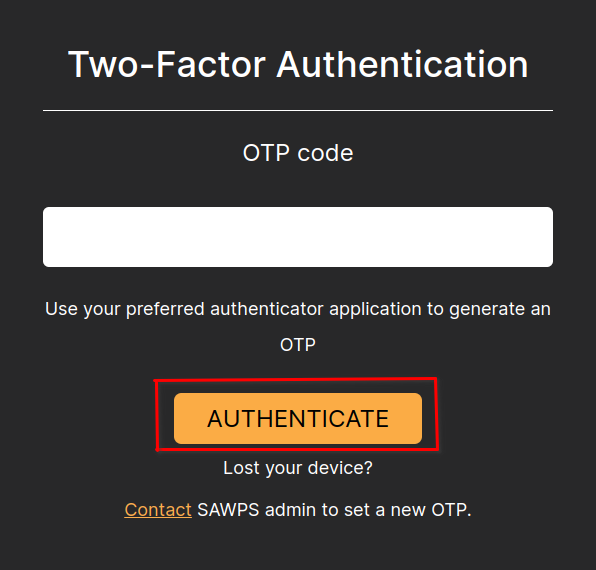 Two-Factor Authentication
OTP code
Use your preferred authenticator application to generate an
OTP
AUTHENTICATE
Lost your device?
Contact SAWPS admin to set a new OTP.